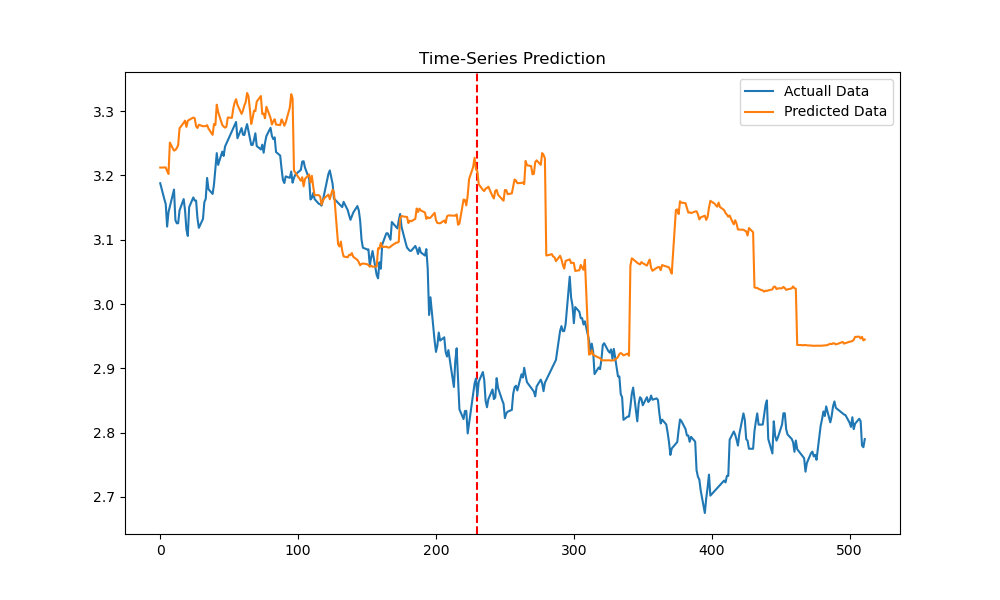 Time-Series Prediction
Actuall Data
Predicted Data
3.3
3.2
3.1
3.0
2.9
2.8
2.7
0 100 200 300 400 500